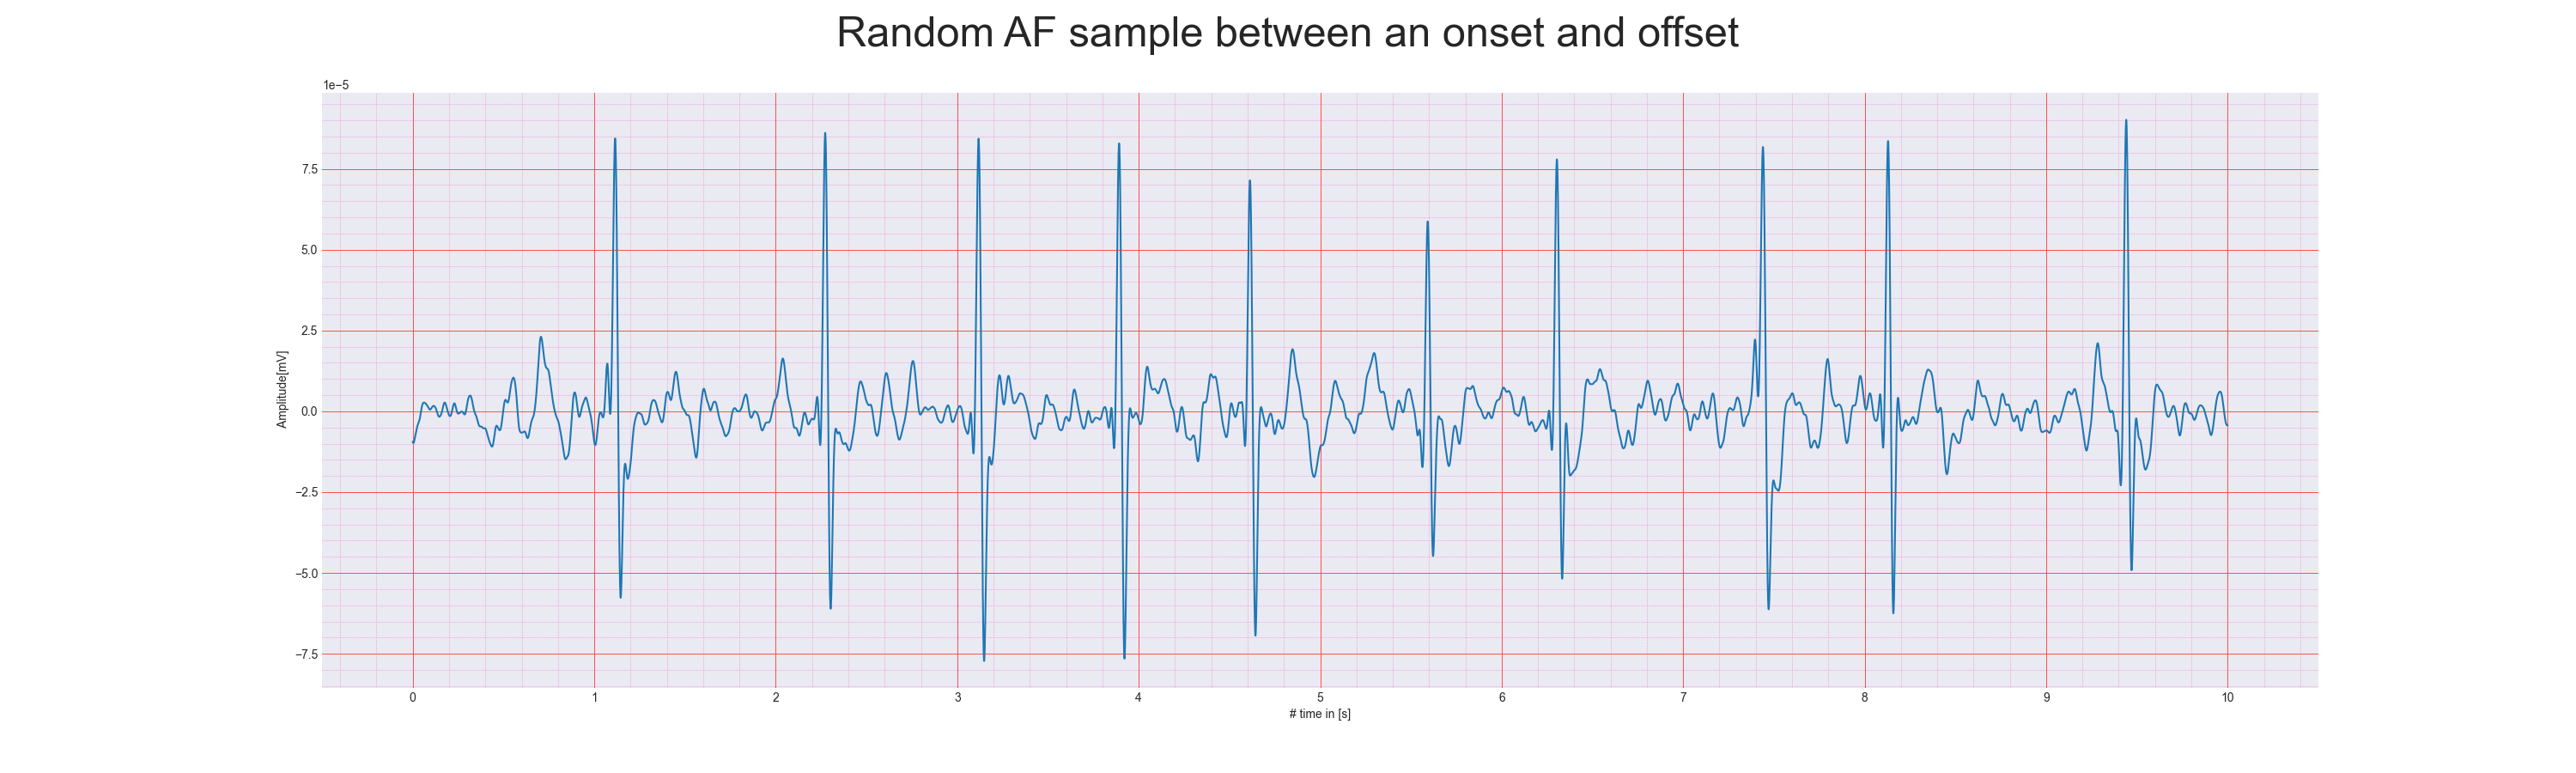 Random AF sample between an onset and offset
1e−5
7.5
5.0
2.5
0.0
−2.5
−5.0
−7.5
Amplitude[mV]
0 1 2 3 4 5 6 7 8 9 10
# time in [s]